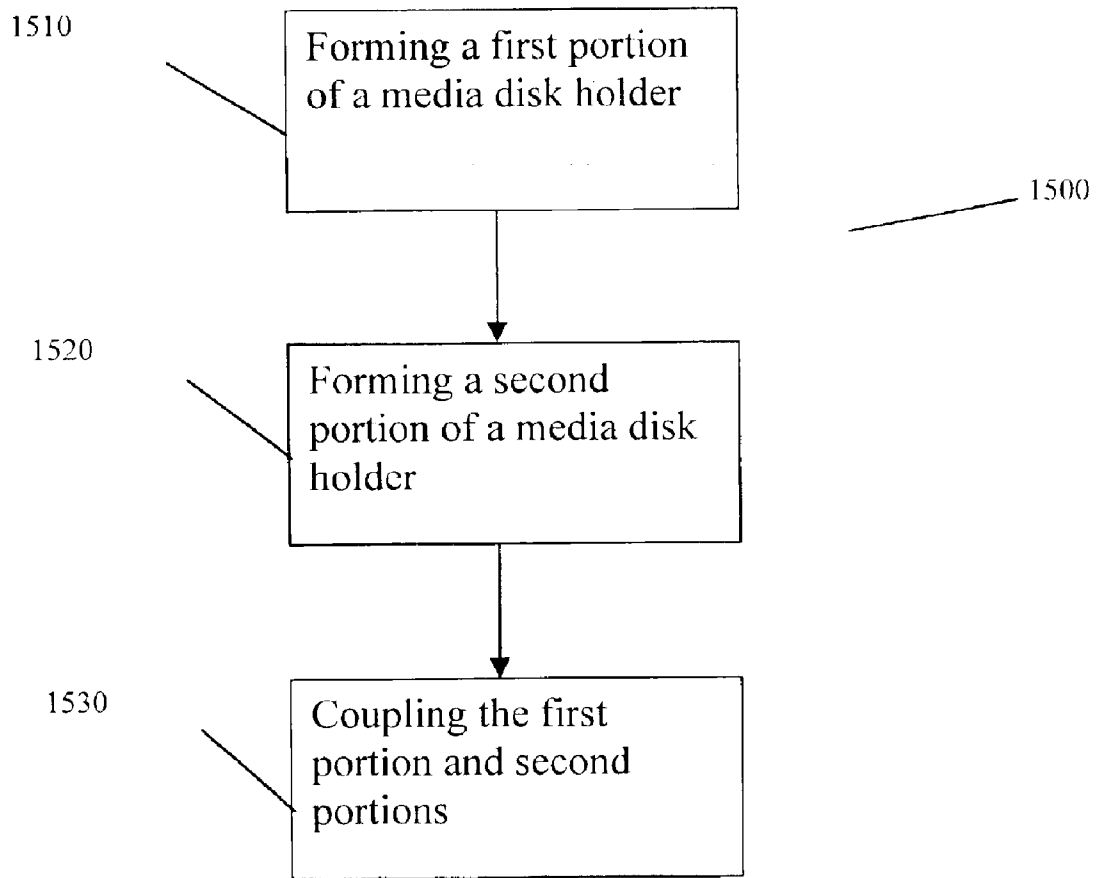 1510
Forming a first portion
of a media disk holder
1500
1520
Forming a second
portion of a media disk
holder
1530
Coupling the first
portion and second
portions